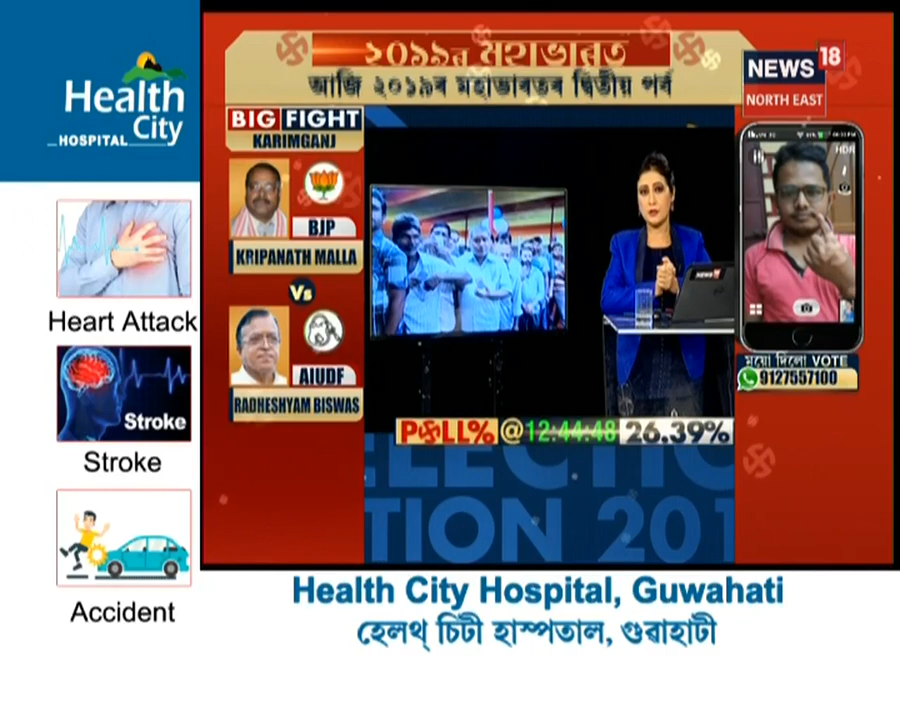 Health
City
HOSPITAL
Heart Attack
Stroke
Stroke
Accident
২০১৯ৰ মহাভাৰত
আজি ২০১৯ৰ মহাভাৰতৰ দ্বিতীয় পৰ্ব
NEWS 18
NORTH EAST
BIG FIGHT
KARIMGANJ
BJP
KRIPANATH MALLA
Vs
AIUDF
RADHESHYAM BISWAS
NEWS18
HDR
ময়ো দিলো VOTE
9127557100
POLL% @12:44:48 26.39%
ELECTIO
TION 201
Health City Hospital, Guwahati
হেলথ্ চিটী হাস্পতাল, গুৱাহাটী